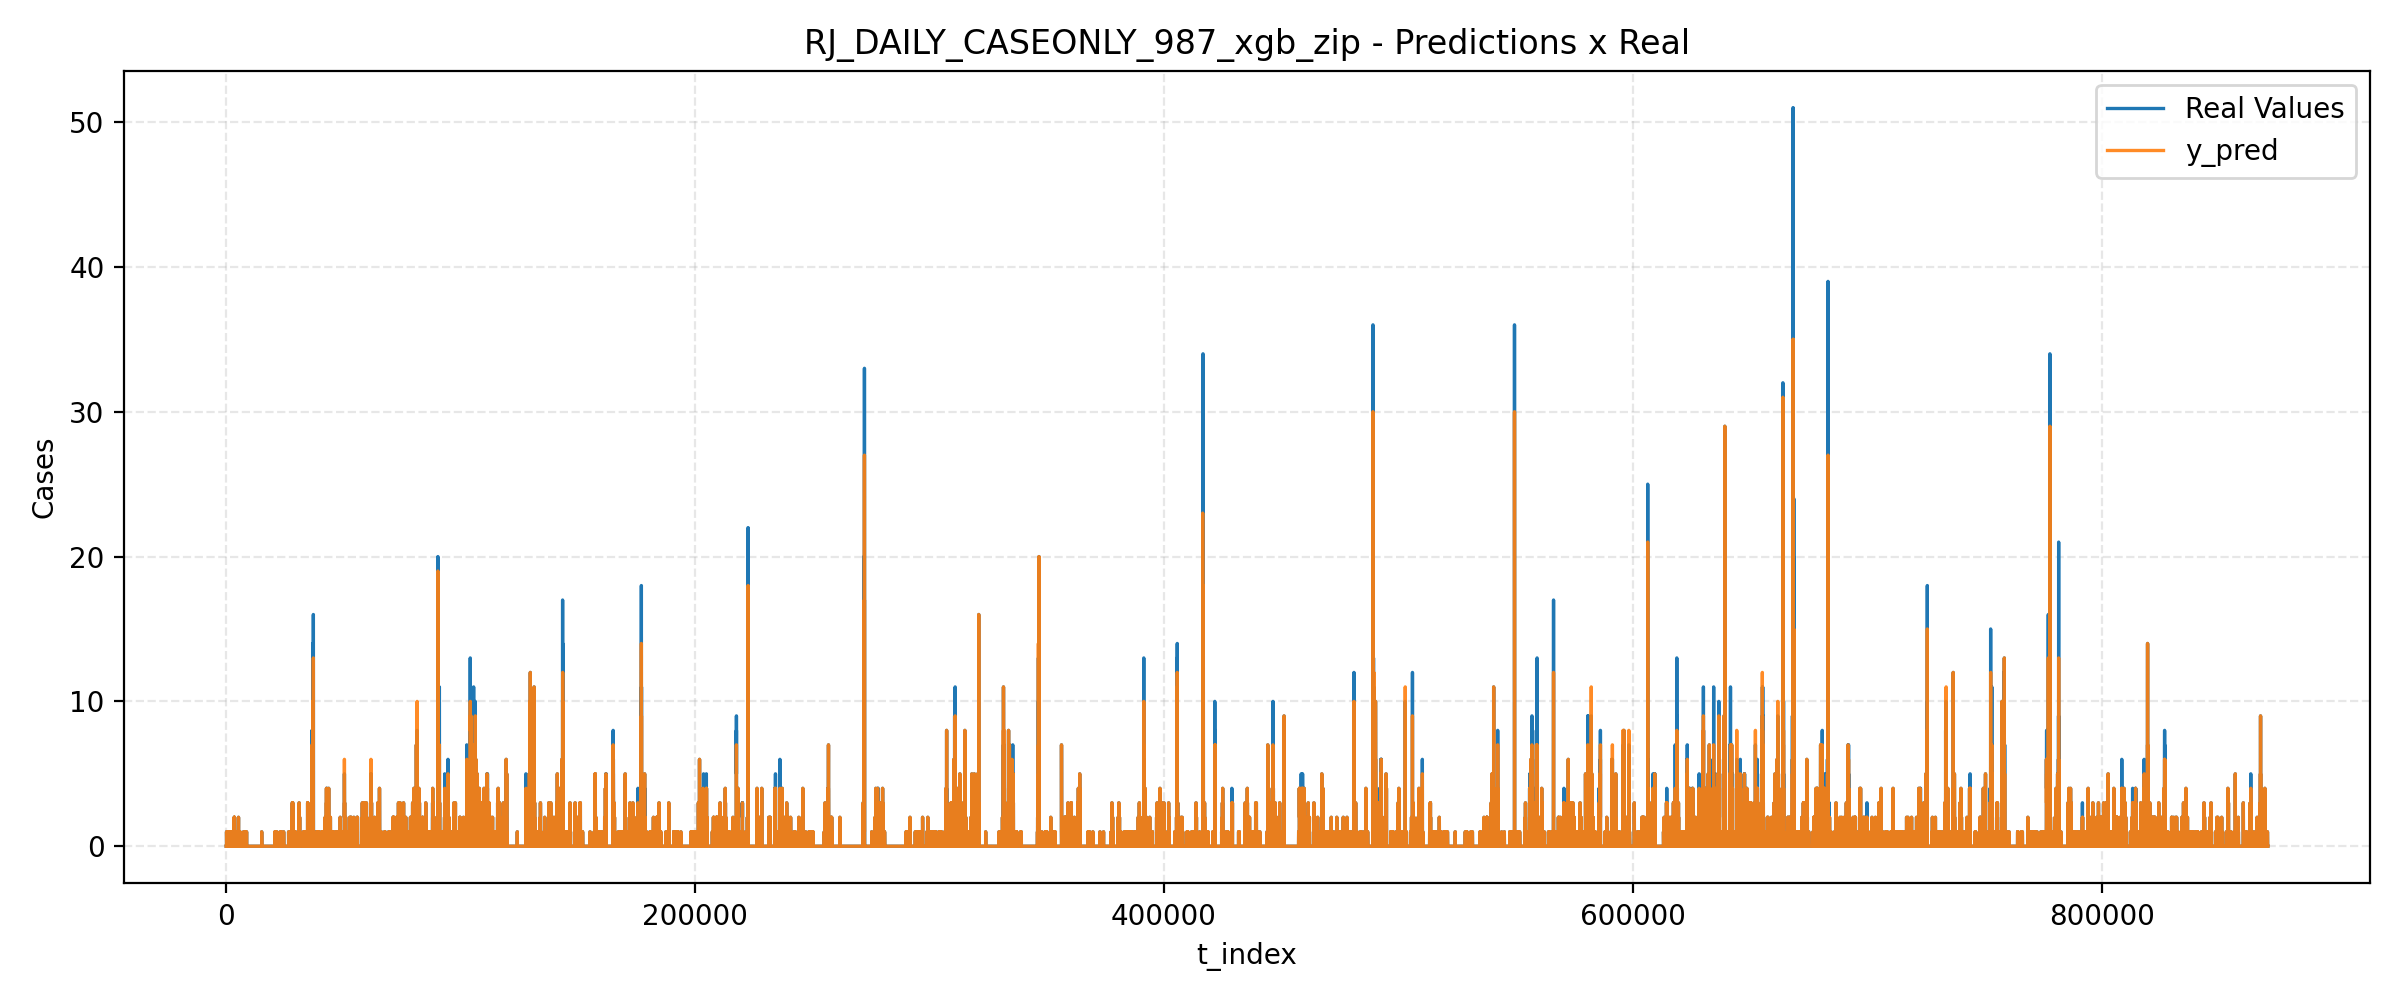 RJ_DAILY_CASEONLY_987_xgb_zip - Predictions x Real
Real Values
y_pred
50
40
30
20
10
0
Cases
0 200000 400000 600000 800000
t_index